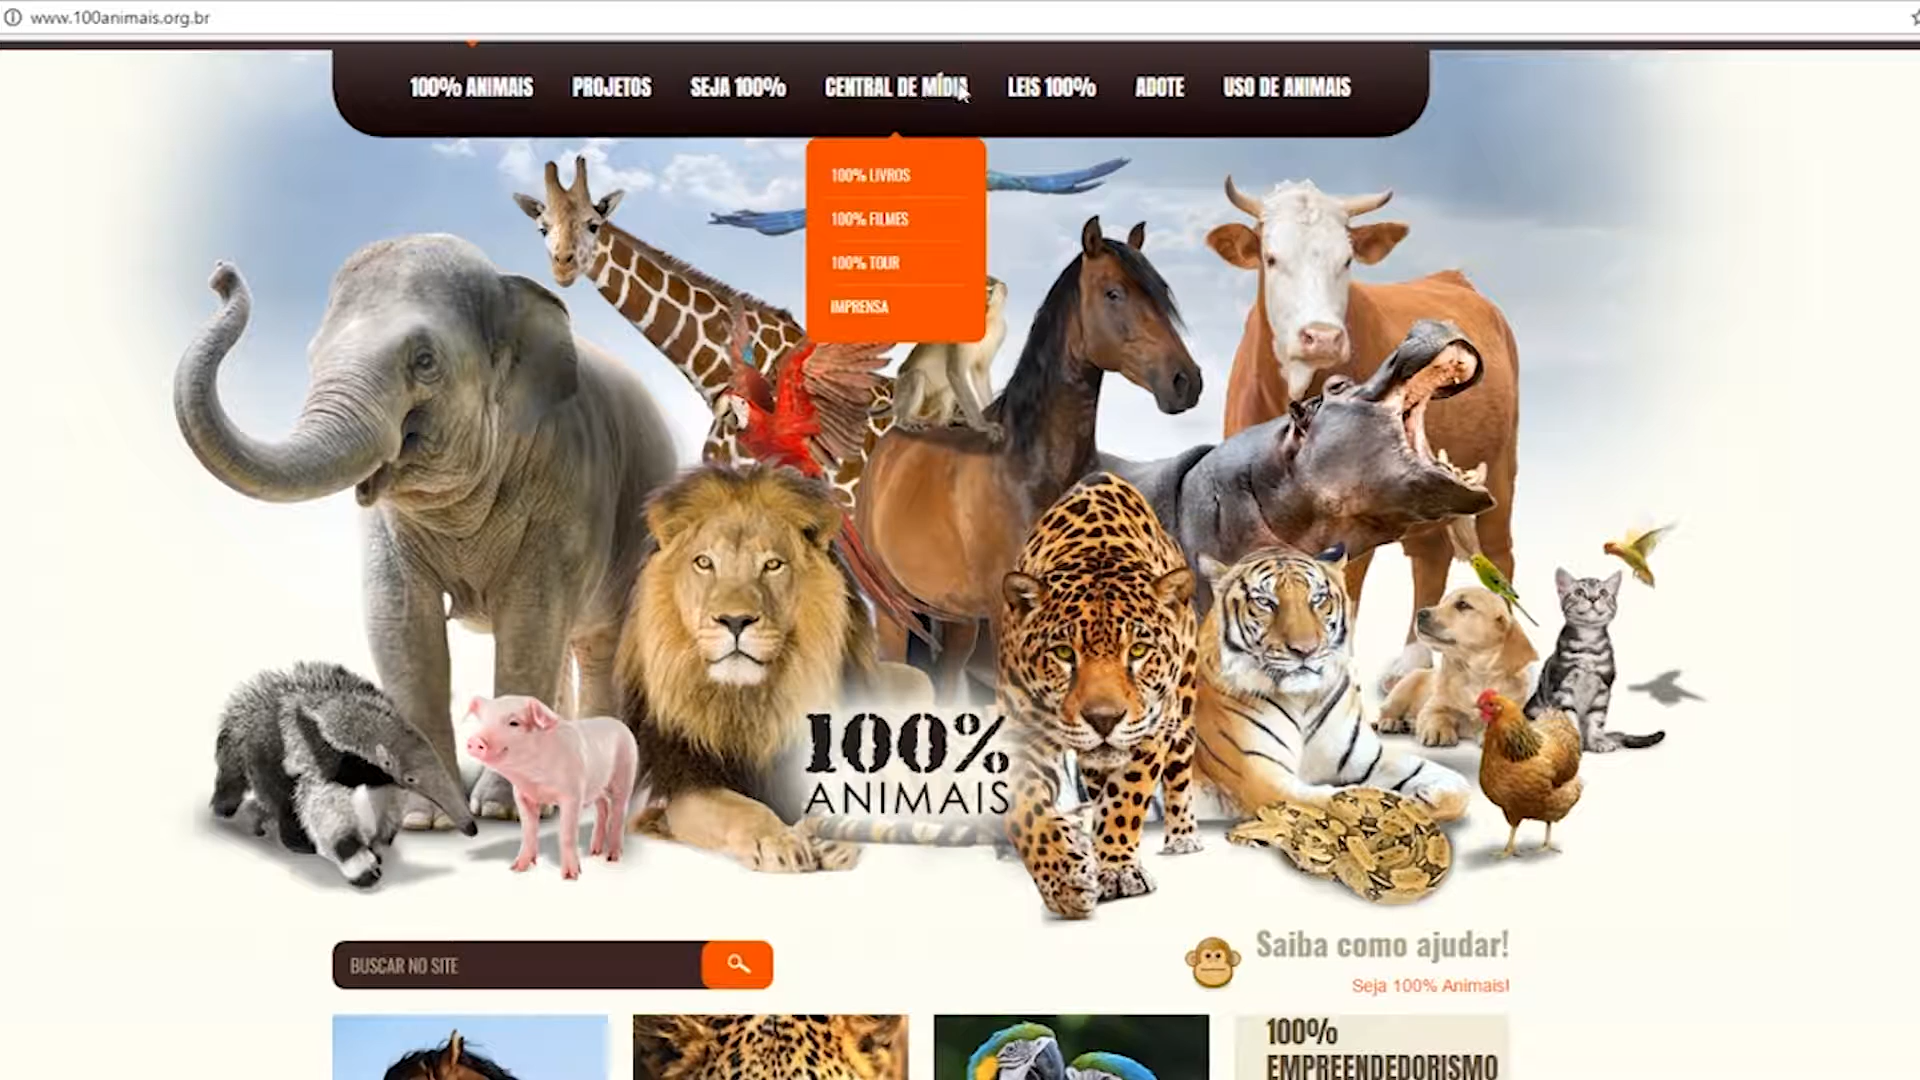 www.100animais.org.br
100% ANIMAIS PROJETOS SEJA 100% CENTRAL DE MÍDIA LEIS 100% ADOTE USO DE ANIMAIS
100% LIVROS
100% FILMES
100% TOUR
IMPRENSA
100%
ANIMAIS
BUSCAR NO SITE
Saiba como ajudar!
Seja 100% Animais!
100%
EMPREENDEDORISMO